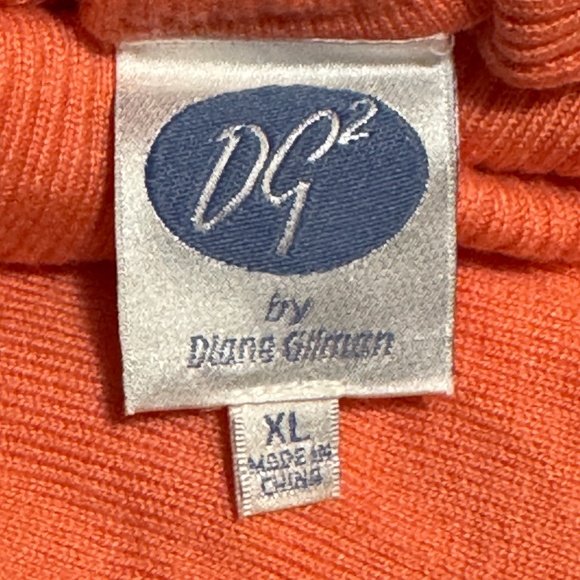 DG²
by
Diane Gilman
XL
MADE IN
CHINA